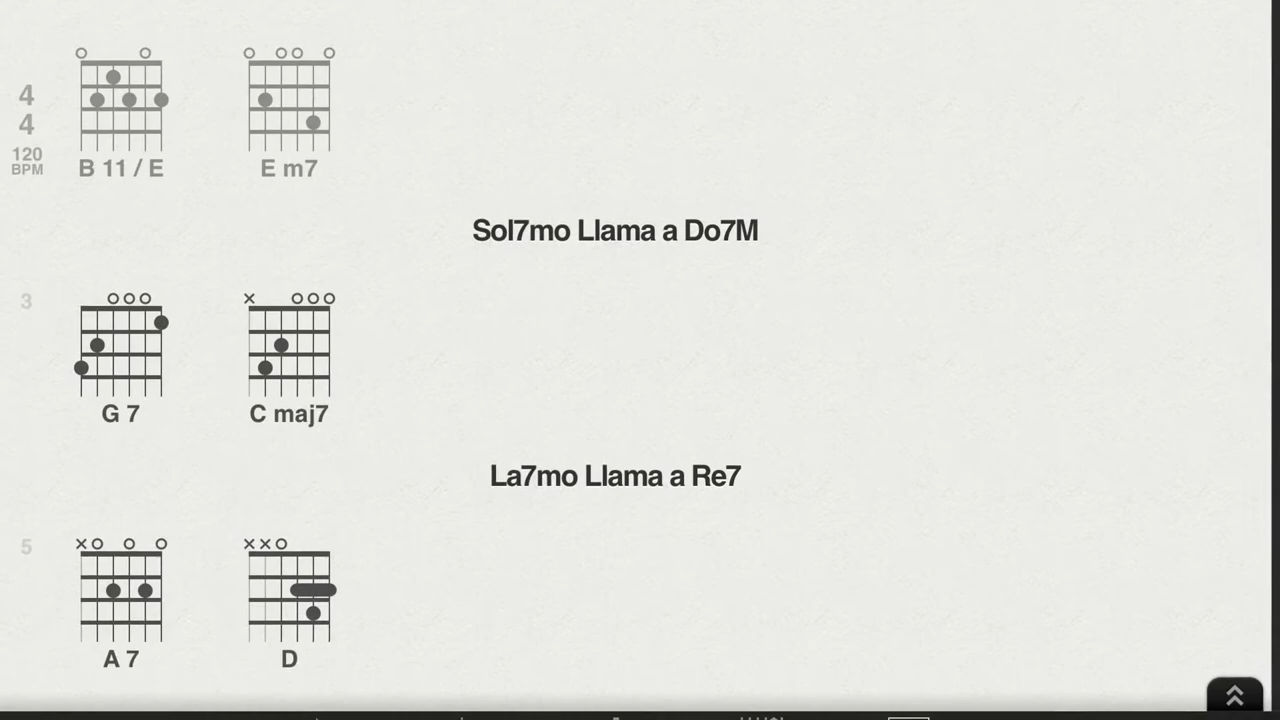 4
4
120
BPM
B 11 / E
E m7
Sol7mo Llama a Do7M
3
G 7
C maj7
La7mo Llama a Re7
5
A 7
D